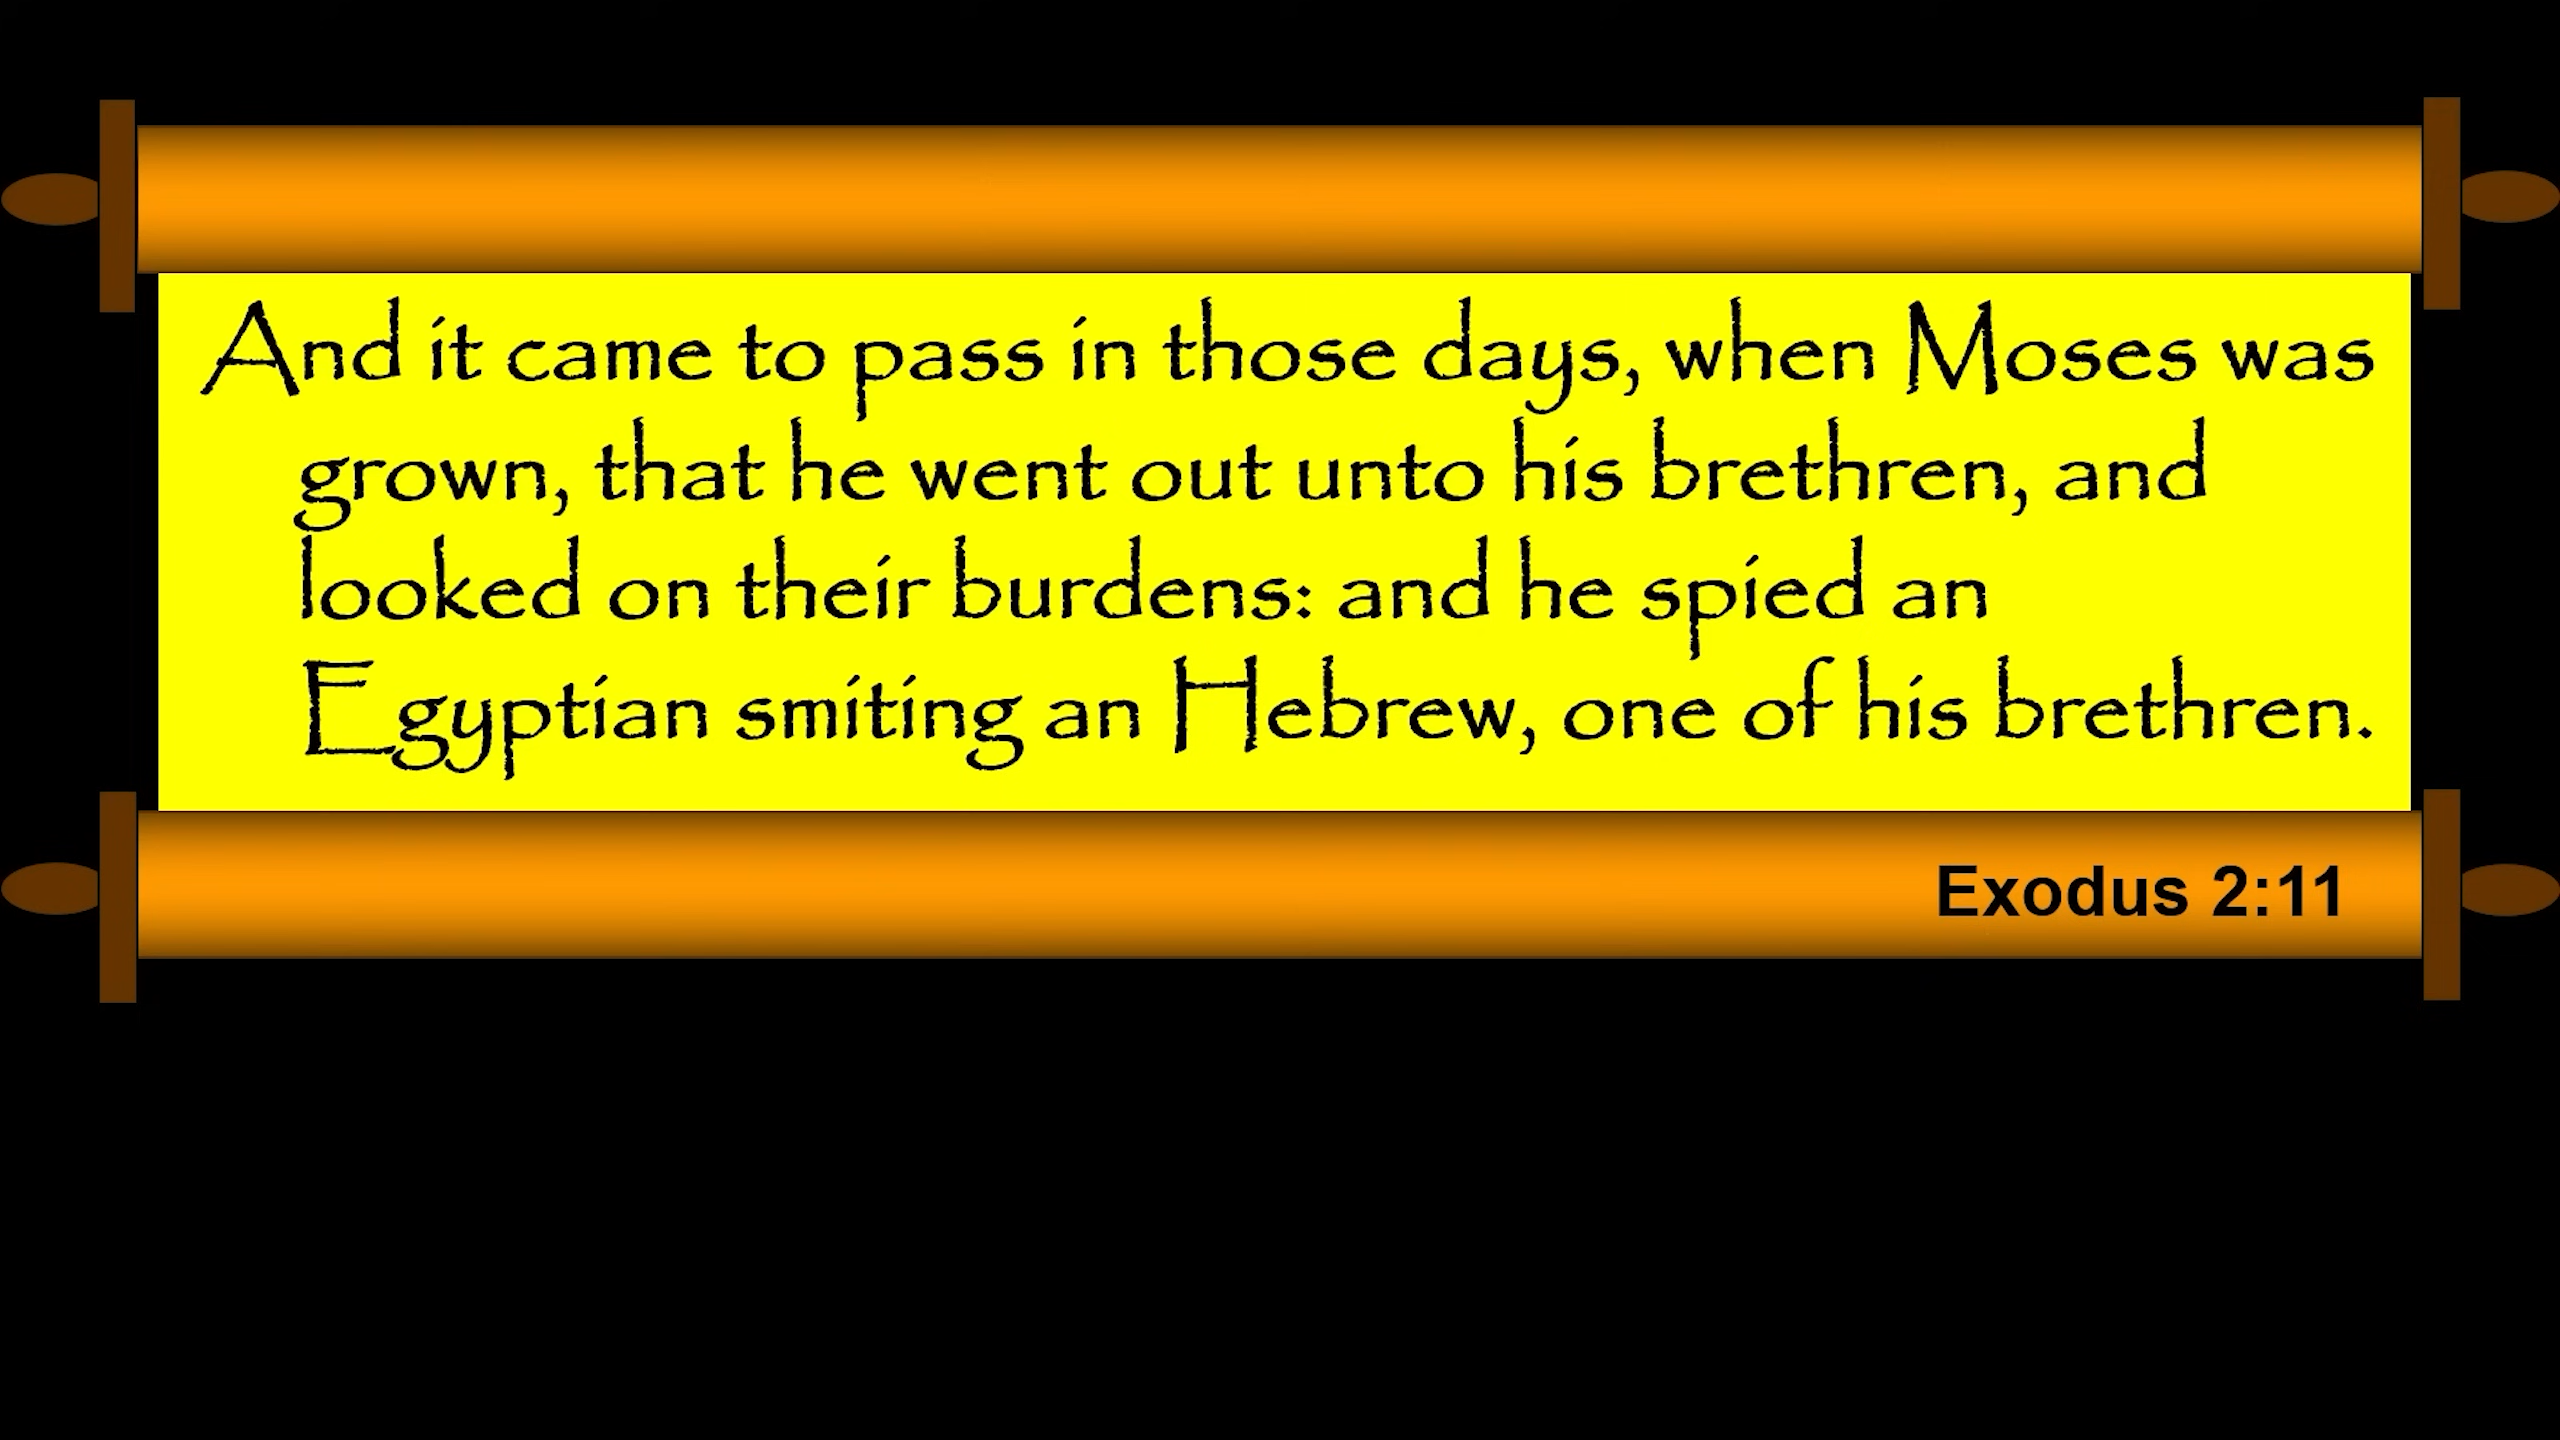 And it came to pass in those days, when Moses was
grown, that he went out unto his brethren, and
looked on their burdens: and he spied an
Egyptian smiting an Hebrew, one of his brethren.
Exodus 2:11